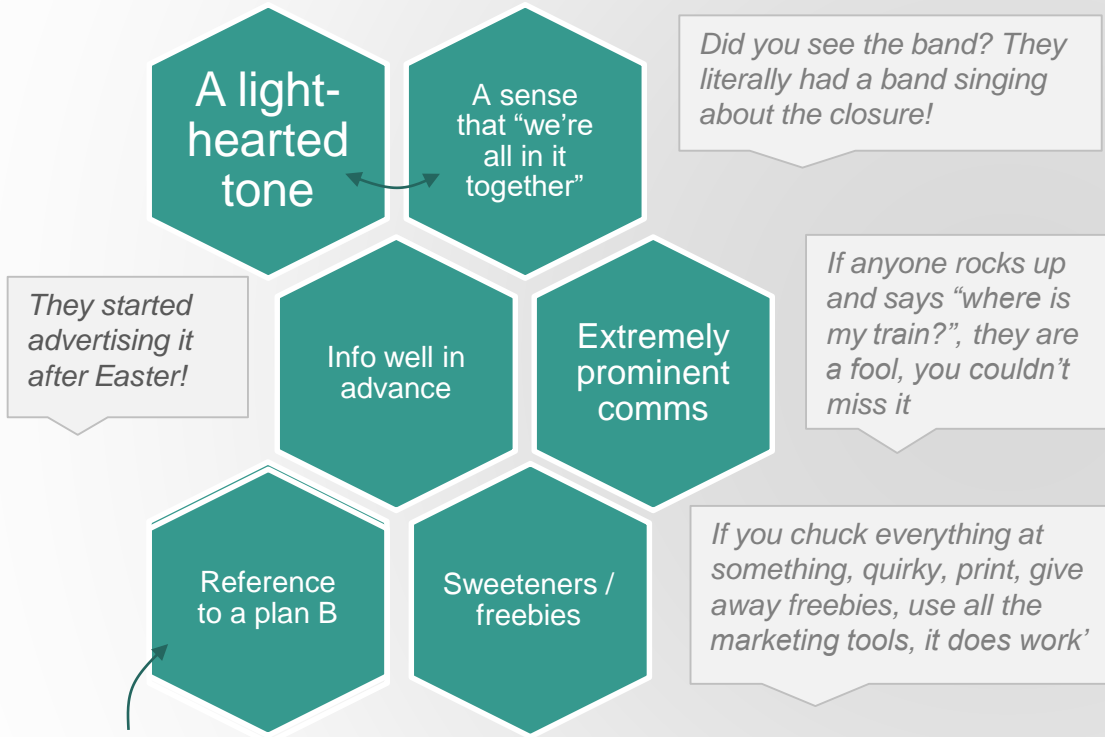 A light-
hearted
tone
A sense
that “we’re
all in it
together”
Did you see the band? They
literally had a band singing
about the closure!
They started
advertising it
after Easter!
Info well in
advance
Extremely
prominent
comms
If anyone rocks up
and says “where is
my train?”, they are
a fool, you couldn’t
miss it
Reference
to a plan B
Sweeteners /
freebies
If you chuck everything at
something, quirky, print, give
away freebies, use all the
marketing tools, it does work’